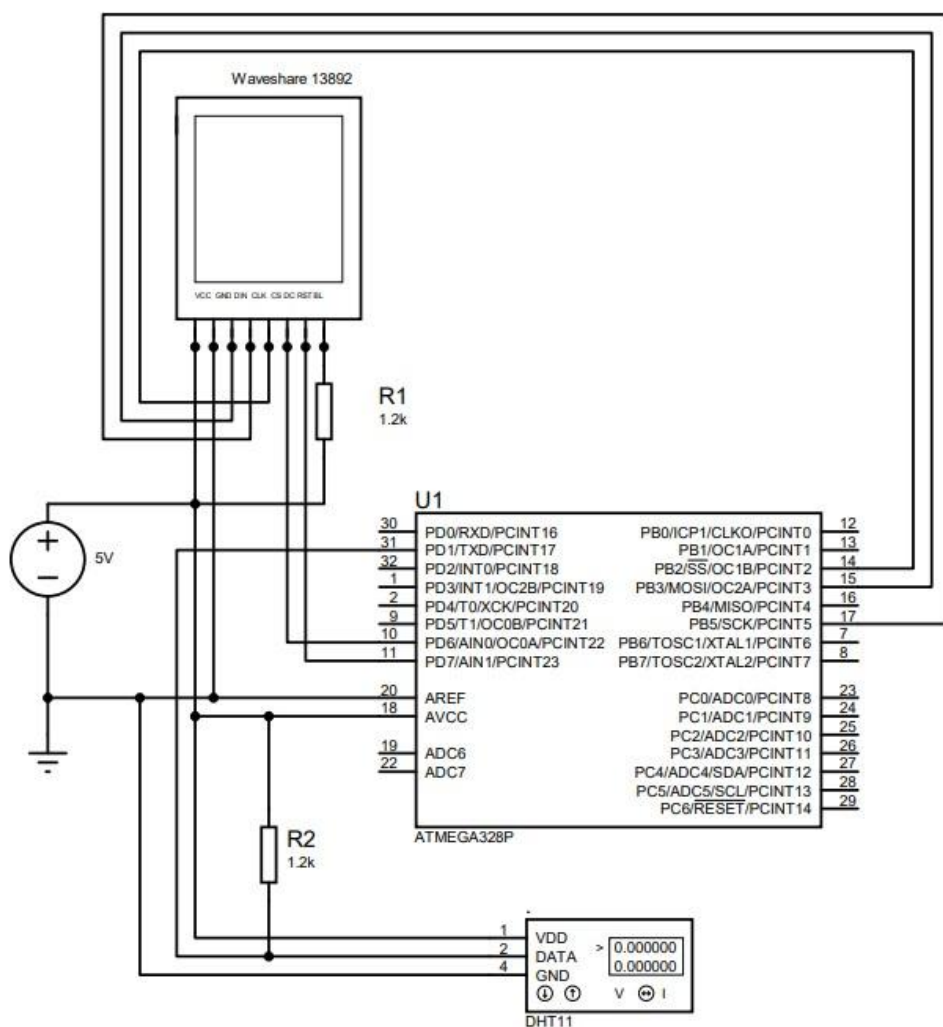 Waveshare 13892
VCC GND DIN CLK CS DC RST BL
R1
1.2k
5V
U1
30 PD0/RXD/PCINT16 PB0/ICP1/CLKO/PCINT0 12
31 PD1/TXD/PCINT17 PB1/OC1A/PCINT1 13
32 PD2/INT0/PCINT18 PB2/SS/OC1B/PCINT2 14
1 PD3/INT1/OC2B/PCINT19 PB3/MOSI/OC2A/PCINT3 15
2 PD4/T0/XCK/PCINT20 PB4/MISO/PCINT4 16
9 PD5/T1/OC0B/PCINT21 PB5/SCK/PCINT5 17
10 PD6/AIN0/OC0A/PCINT22 PB6/TOSC1/XTAL1/PCINT6 7
11 PD7/AIN1/PCINT23 PB7/TOSC2/XTAL2/PCINT7 8
20 AREF PC0/ADC0/PCINT8 23
18 AVCC PC1/ADC1/PCINT9 24
PC2/ADC2/PCINT10 25
19 ADC6 PC3/ADC3/PCINT11 26
22 ADC7 PC4/ADC4/SDA/PCINT12 27
PC5/ADC5/SCL/PCINT13 28
PC6/RESET/PCINT14 29
ATMEGA328P
R2
1.2k
1 VDD > 0.000000
2 DATA 0.000000
4 GND
V I
DHT11